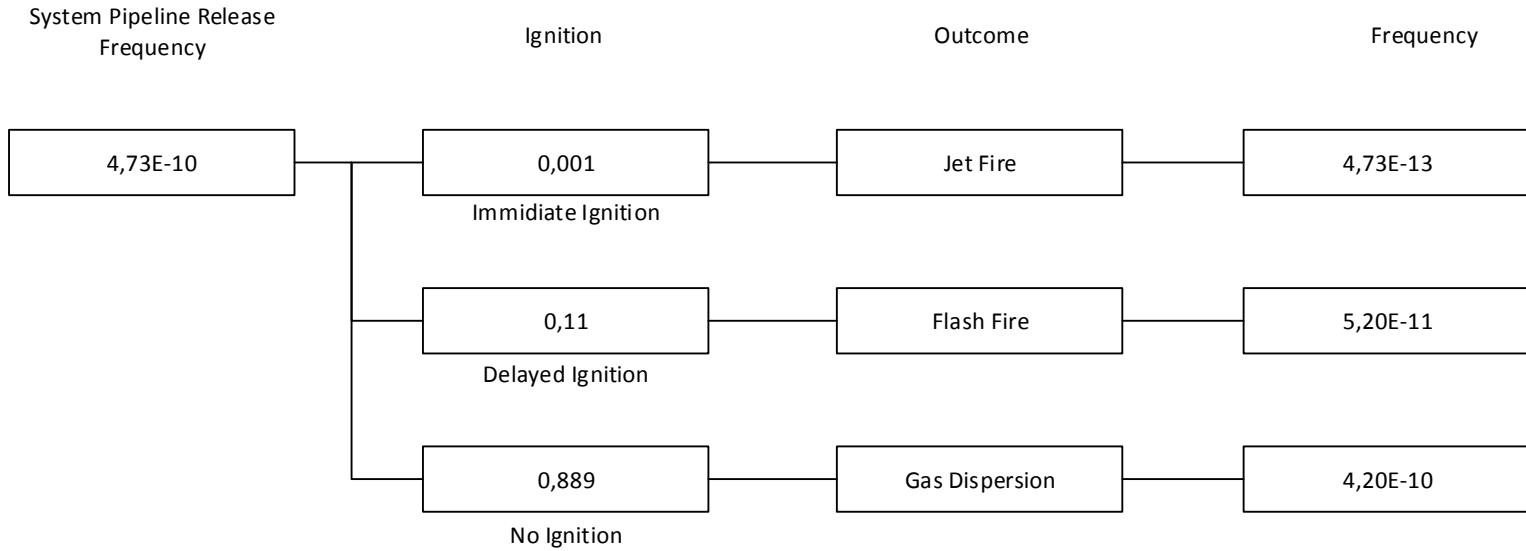 System Pipeline Release
Frequency
Ignition
Outcome
Frequency
4,73E-10
0,001
Jet Fire
4,73E-13
Immidiate Ignition
0,11
Flash Fire
5,20E-11
Delayed Ignition
0,889
Gas Dispersion
4,20E-10
No Ignition